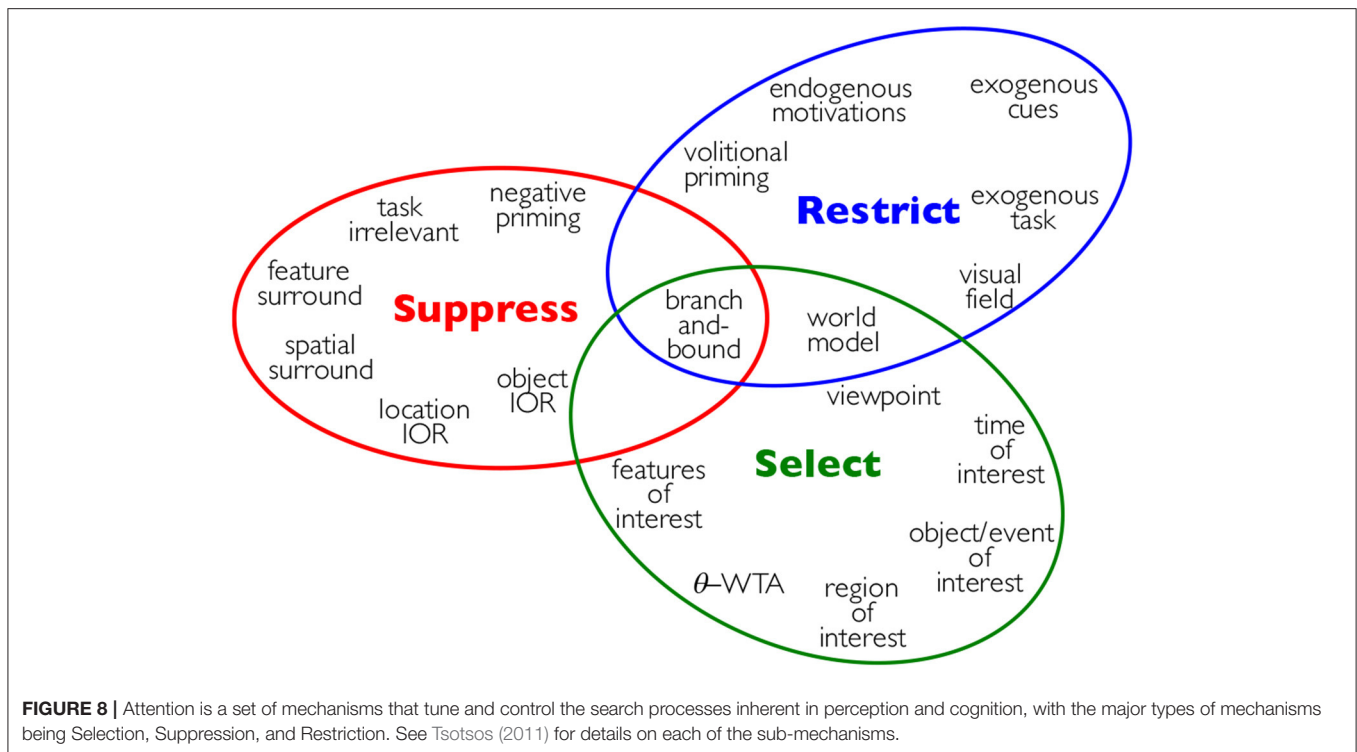 endogenous
motivations
exogenous
cues
volitional
priming
Restrict
exogenous
task
visual
field
negative
priming
task
irrelevant
feature
surround
Suppress
spatial
surround
location
IOR
object
IOR
branch
and-
bound
world
model
viewpoint
Select
time
of
interest
features
of
interest
object/event
of
interest
θ–WTA
region
of
interest
FIGURE 8 | Attention is a set of mechanisms that tune and control the search processes inherent in perception and cognition, with the major types of mechanisms
being Selection, Suppression, and Restriction. See Tsotsos (2011) for details on each of the sub-mechanisms.